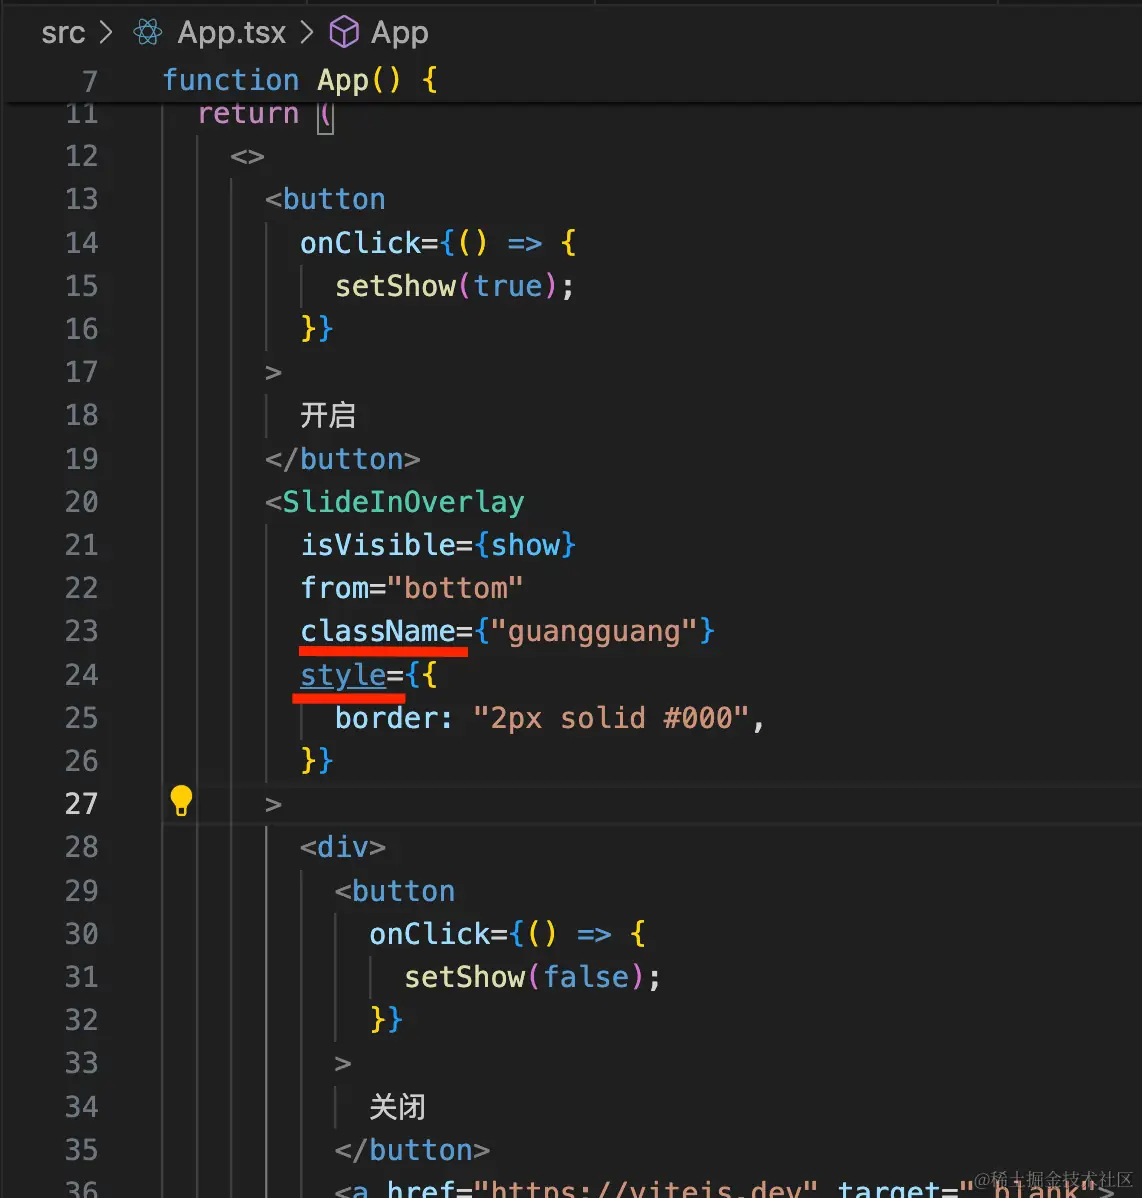 src > App.tsx > App
7 function App() {
11 return (
12 <>
13 <button
14 onClick={() => {
15 setShow(true);
16 }}
17 >
18 开启
19 </button>
20 <SlideInOverlay
21 isVisible={show}
22 from="bottom"
23 className={"guangguang"}
24 style={{
25 border: "2px solid #000",
26 }}
27 >
28 <div>
29 <button
30 onClick={() => {
31 setShow(false);
32 }}
33 >
34 关闭
35 </button>
36 <a href="https://vitejs.dev" target="_blank">
@稀土掘金技术社区